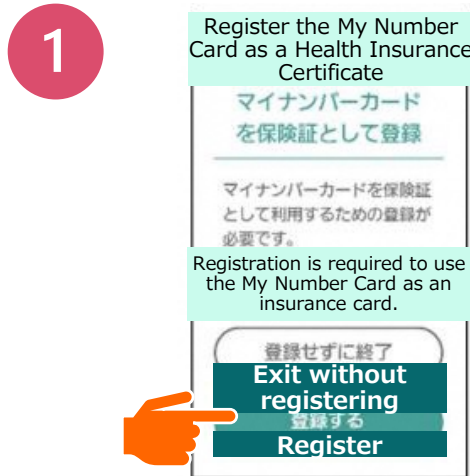 1
Register the My Number
Card as a Health Insurance
Certificate
マイナンバーカード
を保険証として登録
マイナンバーカードを保険証
として利用するための登録が
必要です。
Registration is required to use
the My Number Card as an
insurance card.
登録せずに終了
Exit without
registering
登録する
Register